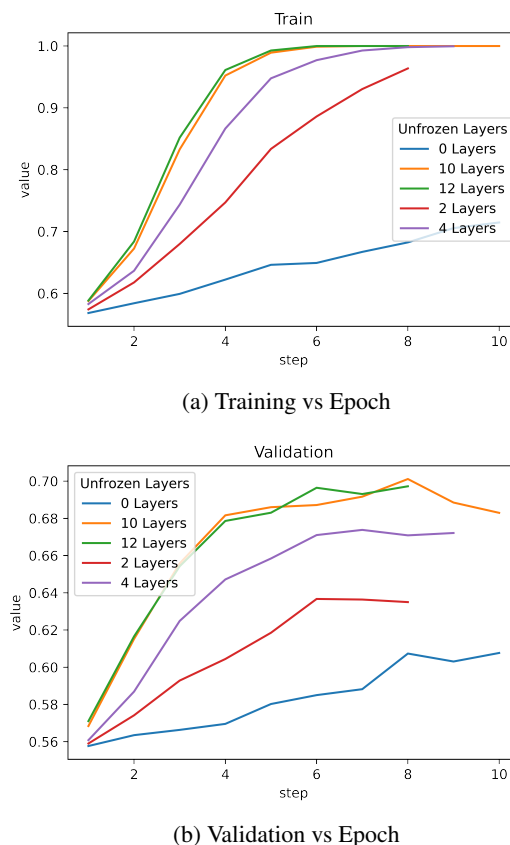 Train
1.0
0.9
0.8
0.7
0.6
value
Unfrozen Layers
0 Layers
10 Layers
12 Layers
2 Layers
4 Layers
2 4 6 8 10
step
(a) Training vs Epoch
Validation
0.70
0.68
0.66
0.64
0.62
0.60
0.58
0.56
value
Unfrozen Layers
0 Layers
10 Layers
12 Layers
2 Layers
4 Layers
2 4 6 8 10
step
(b) Validation vs Epoch